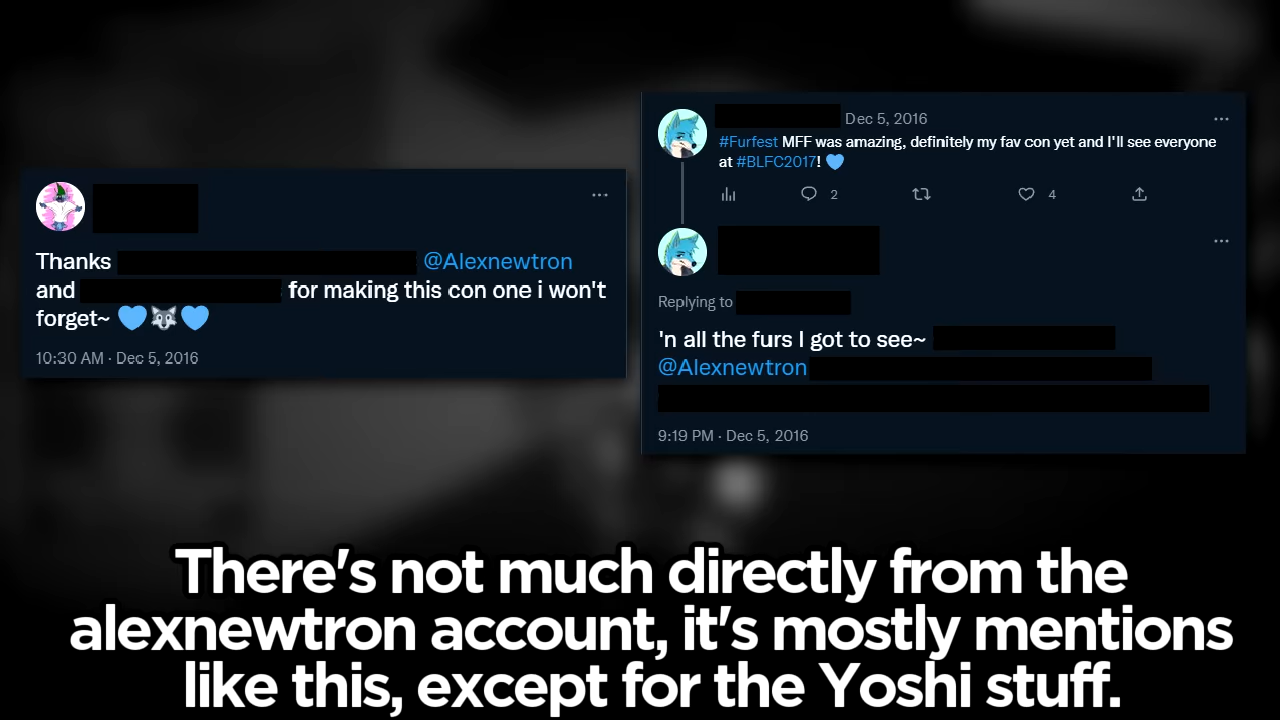 Thanks @Alexnewtron
and for making this con one i won't
forget~ 💙🐺💙
10:30 AM · Dec 5, 2016
Dec 5, 2016
#Furfest MFF was amazing, definitely my fav con yet and I'll see everyone
at #BLFC2017! 💙
2 4
Replying to
'n all the furs I got to see~
@Alexnewtron
9:19 PM · Dec 5, 2016
There's not much directly from the
alexnewtron account, it's mostly mentions
like this, except for the Yoshi stuff.